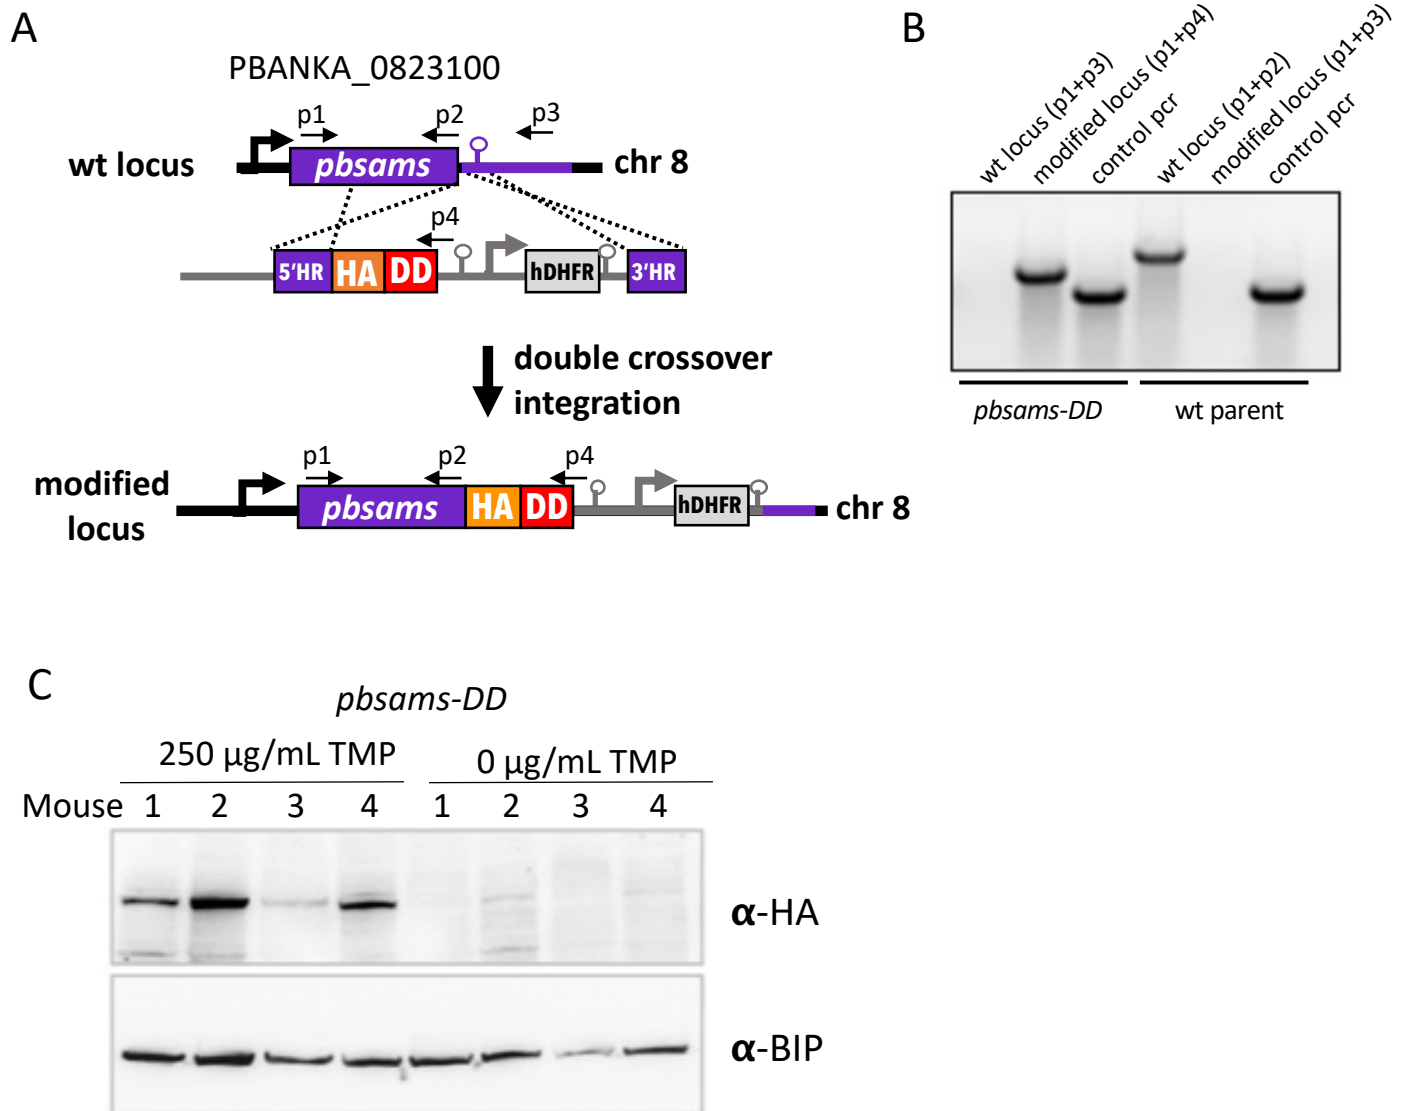 A
PBANKA_0823100
p1
p2
p3
wt locus
pbsams
chr 8
p4
5'HR
HA
DD
hDHFR
3'HR
double crossover
integration
p1
p2
p4
modified
locus
pbsams
HA
DD
hDHFR
chr 8
B
wt locus (p1+p3)
modified locus (p1+p4)
control pcr
wt locus (p1+p2)
modified locus (p1+p3)
control pcr
pbsams-DD
wt parent
C
pbsams-DD
250 µg/mL TMP
0 µg/mL TMP
Mouse 1 2 3 4 1 2 3 4
α-HA
α-BIP